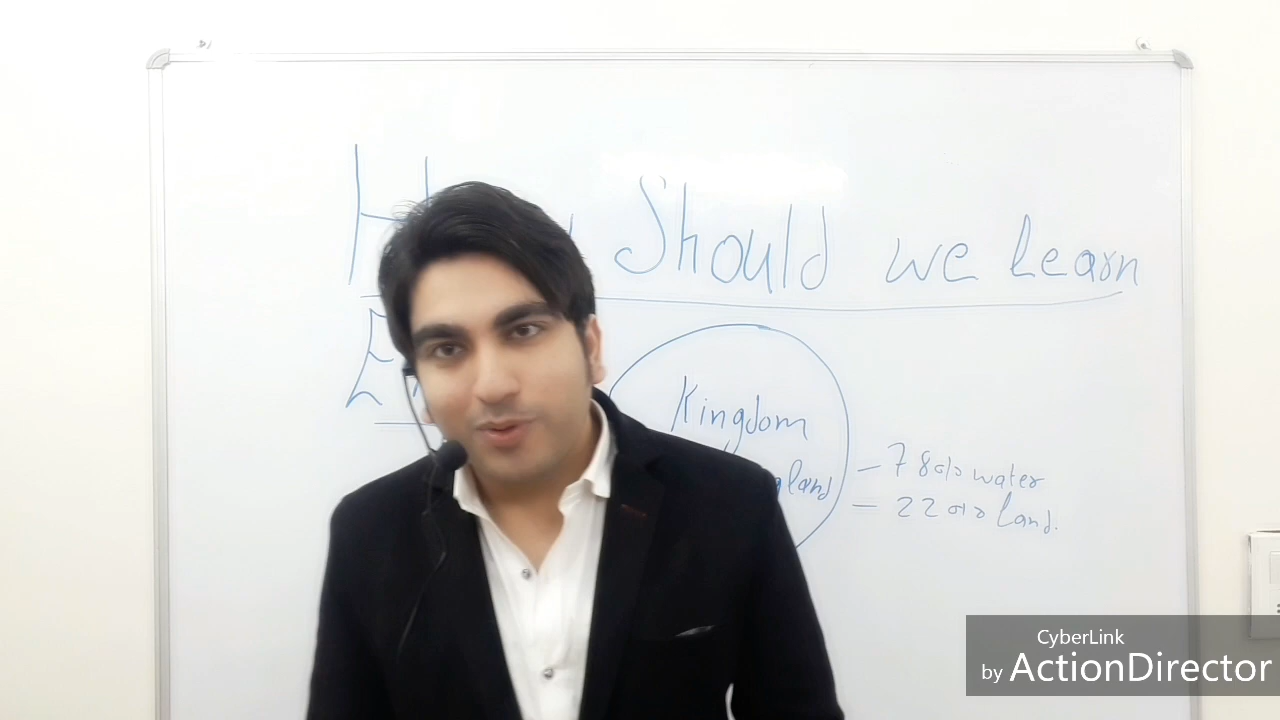 Should we learn
Kingdom
– 78% water
= 22% land.
CyberLink
by ActionDirector